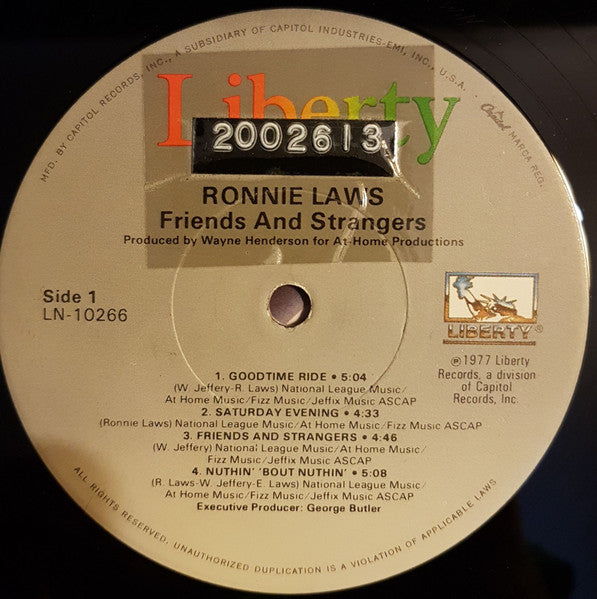 MFD. BY CAPITOL RECORDS, INC., A SUBSIDIARY OF CAPITOL INDUSTRIES-EMI, INC., U.S.A. • Capitol MARCA REG.
Liberty
2002613
RONNIE LAWS
Friends And Strangers
Produced by Wayne Henderson for At-Home Productions
Side 1
LN-10266
LIBERTY®
℗1977 Liberty
Records, a division
of Capitol
Records, Inc.
1. GOODTIME RIDE • 5:04
(W. Jeffery-R. Laws) National League Music/
At Home Music/Fizz Music/Jeffix Music ASCAP
2. SATURDAY EVENING • 4:33
(Ronnie Laws) National League Music/At Home Music/Fizz Music ASCAP
3. FRIENDS AND STRANGERS • 4:46
(W. Jeffery) National League Music/At Home Music/
Fizz Music/Jeffix Music ASCAP
4. NUTHIN' 'BOUT NUTHIN' • 5:08
(R. Laws-W. Jeffery-E. Laws) National League Music/
At Home Music/Fizz Music/Jeffix Music ASCAP
Executive Producer: George Butler
ALL RIGHTS RESERVED. UNAUTHORIZED DUPLICATION IS A VIOLATION OF APPLICABLE LAWS